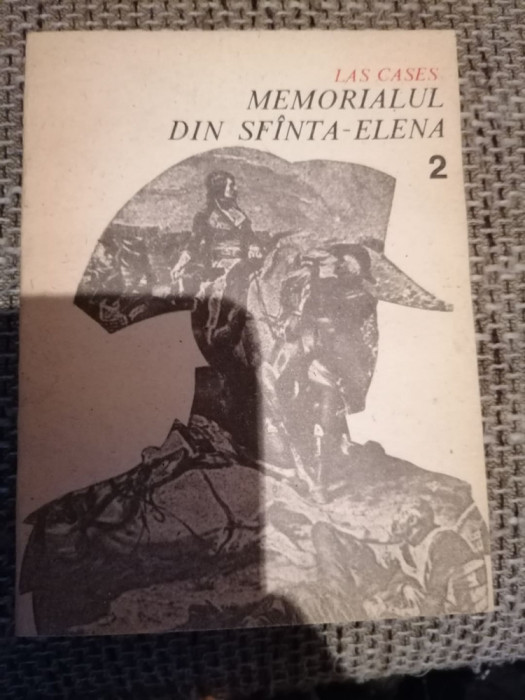 LAS CASES
MEMORIALUL
DIN SFÎNTA-ELENA
2